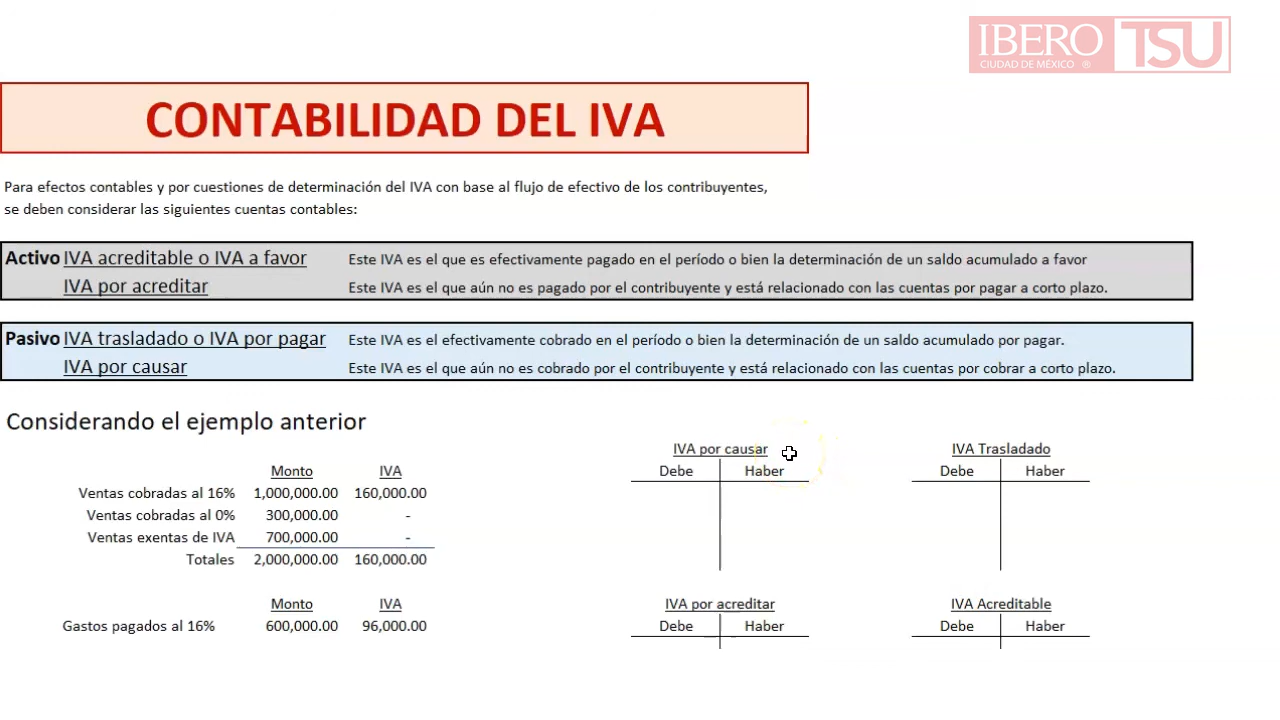 IBERO TSU
CIUDAD DE MÉXICO ®
CONTABILIDAD DEL IVA
Para efectos contables y por cuestiones de determinación del IVA con base al flujo de efectivo de los contribuyentes,
se deben considerar las siguientes cuentas contables:
Activo IVA acreditable o IVA a favor Este IVA es el que es efectivamente pagado en el período o bien la determinación de un saldo acumulado a favor
IVA por acreditar Este IVA es el que aún no es pagado por el contribuyente y está relacionado con las cuentas por pagar a corto plazo.
Pasivo IVA trasladado o IVA por pagar Este IVA es el efectivamente cobrado en el período o bien la determinación de un saldo acumulado por pagar.
IVA por causar Este IVA es el que aún no es cobrado por el contribuyente y está relacionado con las cuentas por cobrar a corto plazo.
Considerando el ejemplo anterior
IVA por causar IVA Trasladado
Monto IVA Debe Haber Debe Haber
Ventas cobradas al 16% 1,000,000.00 160,000.00
Ventas cobradas al 0% 300,000.00 -
Ventas exentas de IVA 700,000.00 -
Totales 2,000,000.00 160,000.00
Monto IVA IVA por acreditar IVA Acreditable
Gastos pagados al 16% 600,000.00 96,000.00 Debe Haber Debe Haber